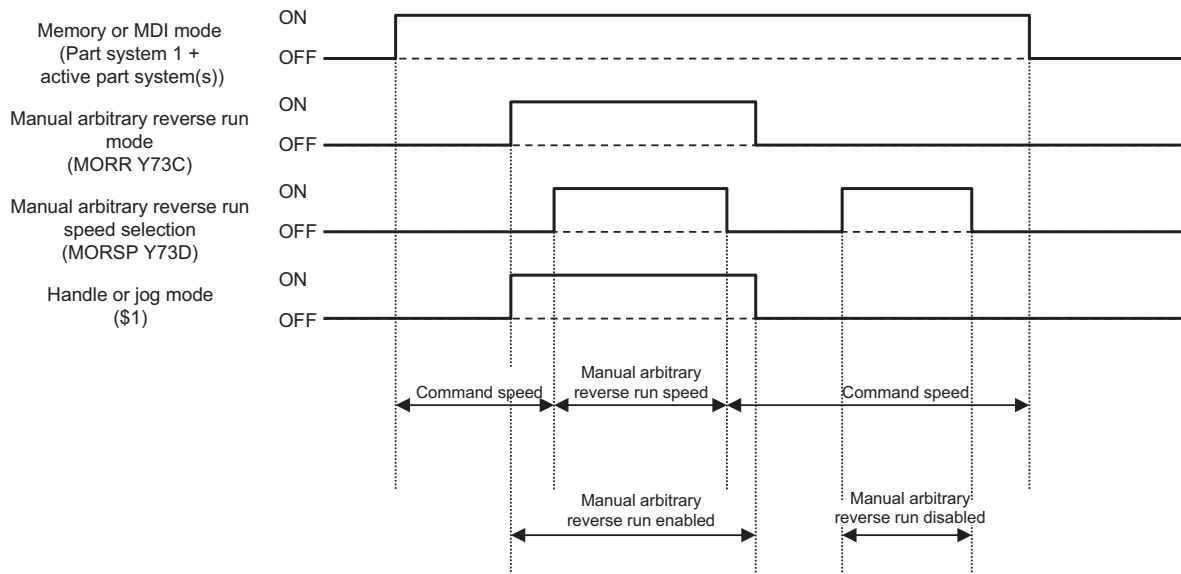 Memory or MDI mode
(Part system 1 +
active part system(s))
ON
OFF
Manual arbitrary reverse run
mode
(MORR Y73C)
ON
OFF
Manual arbitrary reverse run
speed selection
(MORSP Y73D)
ON
OFF
Handle or jog mode
($1)
ON
OFF
Command speed
Manual arbitrary
reverse run speed
Command speed
Manual arbitrary
reverse run enabled
Manual arbitrary
reverse run disabled